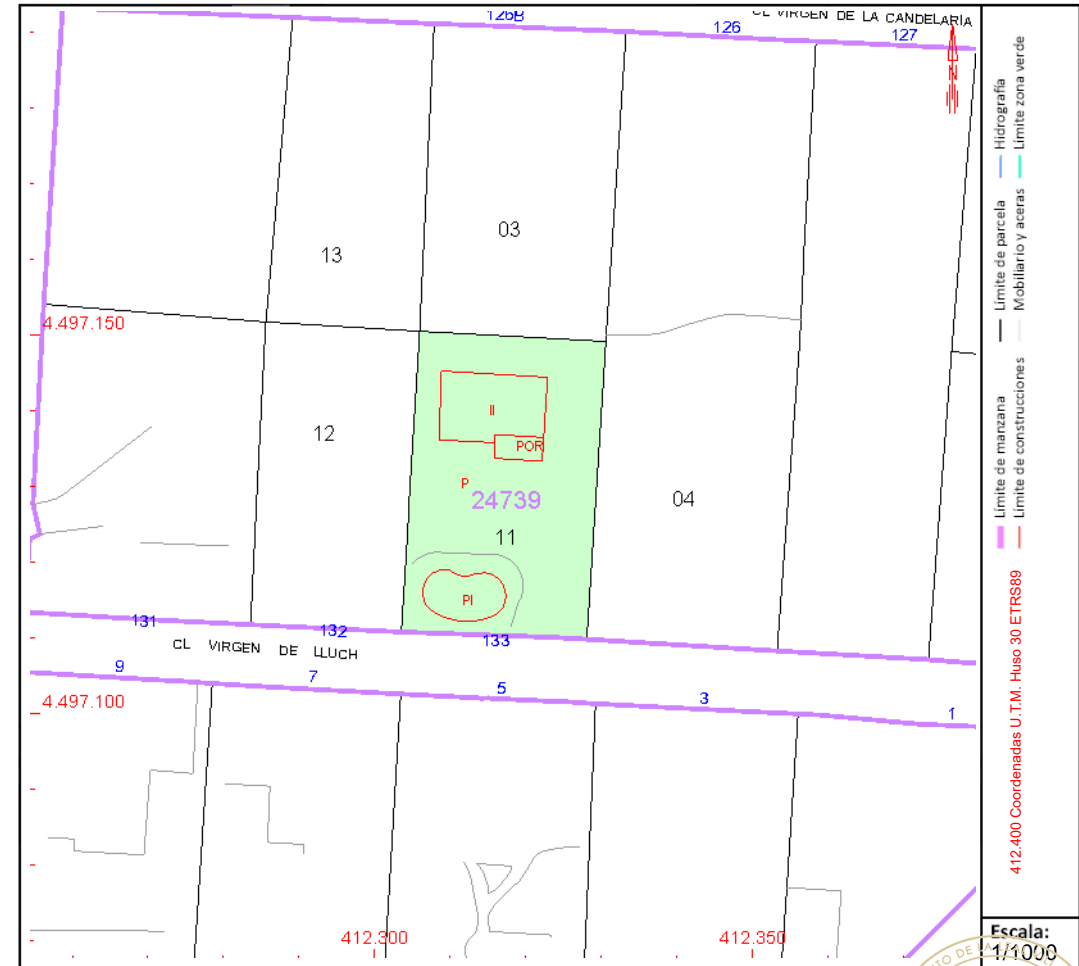 CL VIRGEN DE LA CANDELARIA
126B
126
127
N
03
13
4.497.150
II
12
POR
P
24739
04
11
PI
131
132
133
CL VIRGEN DE LLUCH
9
7
5
3
1
4.497.100
412.300
412.350
Hidrografía
Límite zona verde
Límite de parcela
Mobiliario y aceras
Límite de manzana
Límite de construcciones
412.400 Coordenadas U.T.M. Huso 30 ETRS89
Escala:
1/1000